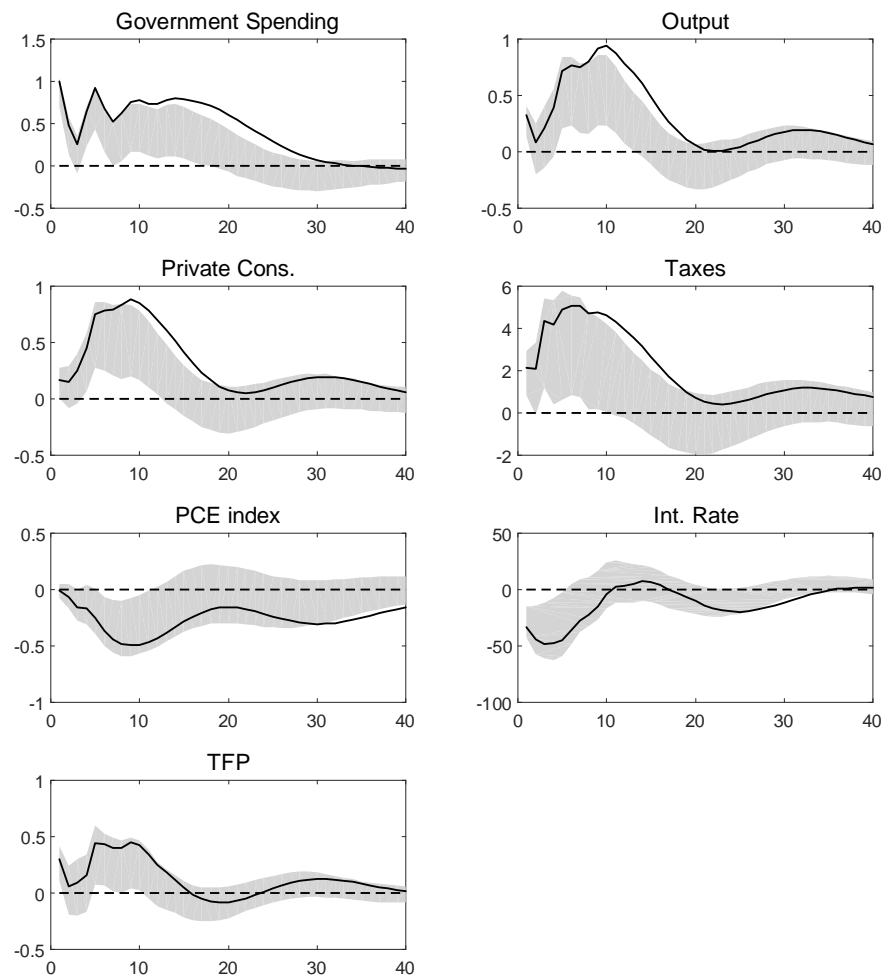 Government Spending
1.5
1
0.5
0
-0.5
0 10 20 30 40
Output
1
0.5
0
-0.5
0 10 20 30 40
Private Cons.
1
0.5
0
-0.5
0 10 20 30 40
Taxes
6
4
2
0
-2
0 10 20 30 40
PCE index
0.5
0
-0.5
-1
0 10 20 30 40
Int. Rate
50
0
-50
-100
0 10 20 30 40
TFP
1
0.5
0
-0.5
0 10 20 30 40